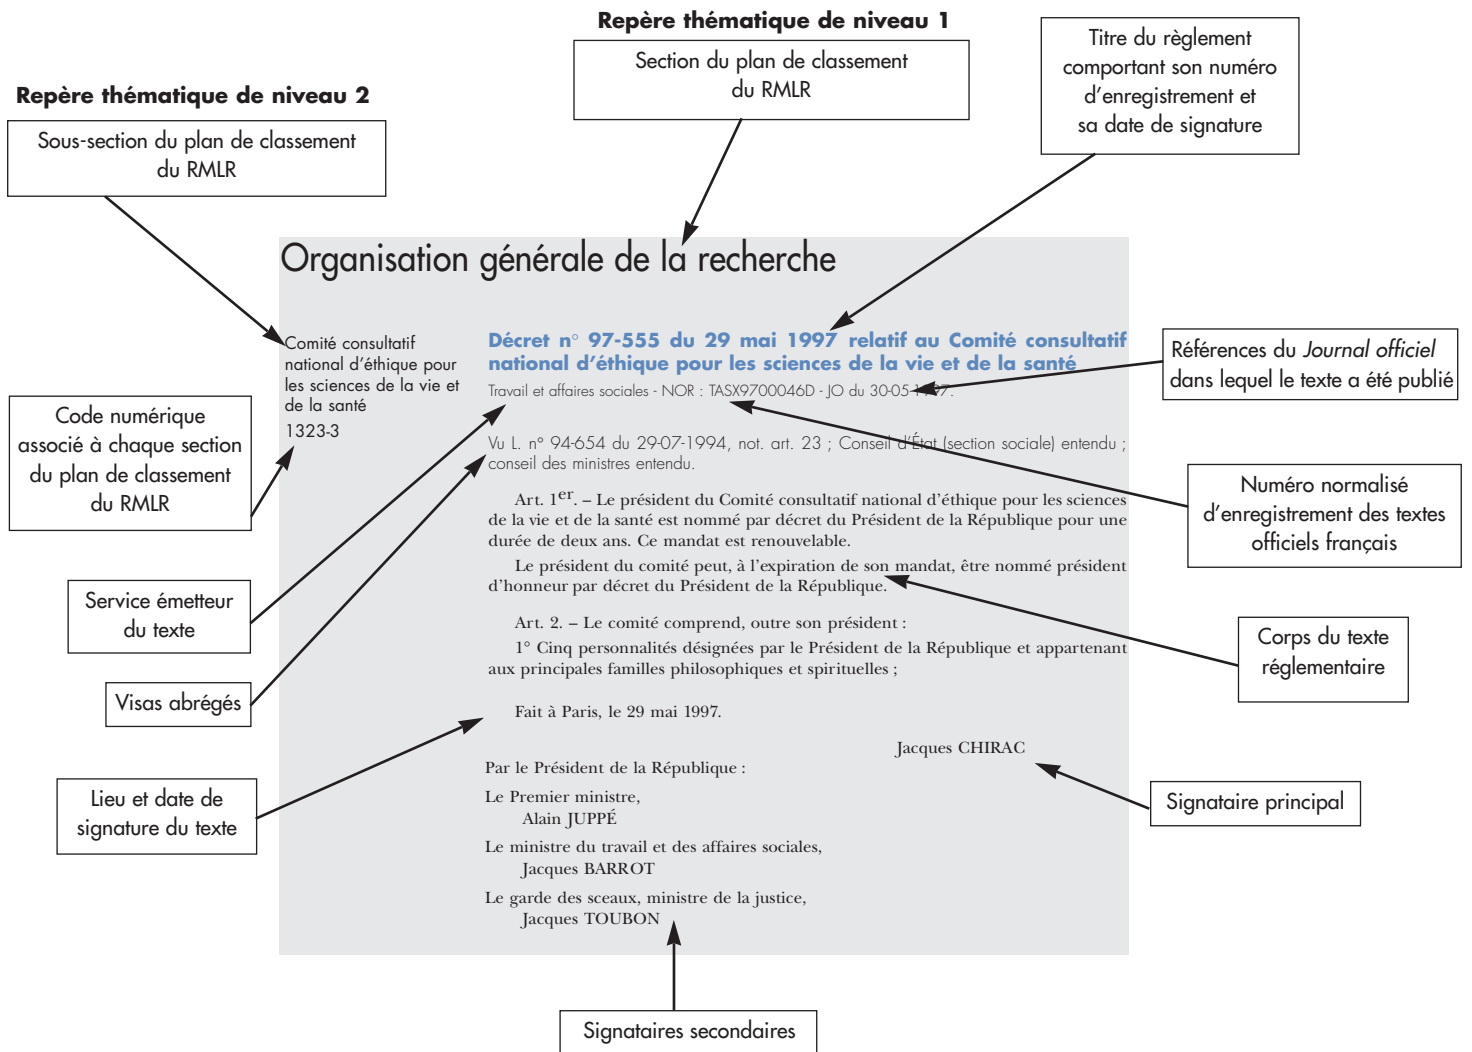 Repère thématique de niveau 1
Section du plan de classement
du RMLR
Titre du règlement
comportant son numéro
d'enregistrement et
sa date de signature
Repère thématique de niveau 2
Sous-section du plan de classement
du RMLR
Organisation générale de la recherche
Comité consultatif
national d'éthique pour
les sciences de la vie et
de la santé
1323-3
Décret n° 97-555 du 29 mai 1997 relatif au Comité consultatif
national d'éthique pour les sciences de la vie et de la santé
Travail et affaires sociales - NOR : TASX9700046D - JO du 30-05-1997.
Références du Journal officiel
dans lequel le texte a été publié
Code numérique
associé à chaque section
du plan de classement
du RMLR
Vu L. nº 94-654 du 29-07-1994, not. art. 23 ; Conseil d'État (section sociale) entendu ;
conseil des ministres entendu.
Numéro normalisé
d'enregistrement des textes
officiels français
Art. 1er. – Le président du Comité consultatif national d'éthique pour les sciences
de la vie et de la santé est nommé par décret du Président de la République pour une
durée de deux ans. Ce mandat est renouvelable.
Le président du comité peut, à l'expiration de son mandat, être nommé président
d'honneur par décret du Président de la République.
Service émetteur
du texte
Art. 2. – Le comité comprend, outre son président :
1° Cinq personnalités désignées par le Président de la République et appartenant
aux principales familles philosophiques et spirituelles ;
Corps du texte
réglementaire
Visas abrégés
Fait à Paris, le 29 mai 1997.
Jacques CHIRAC
Par le Président de la République :
Lieu et date de
signature du texte
Le Premier ministre,
Alain JUPPÉ
Signataire principal
Le ministre du travail et des affaires sociales,
Jacques BARROT
Le garde des sceaux, ministre de la justice,
Jacques TOUBON
Signataires secondaires